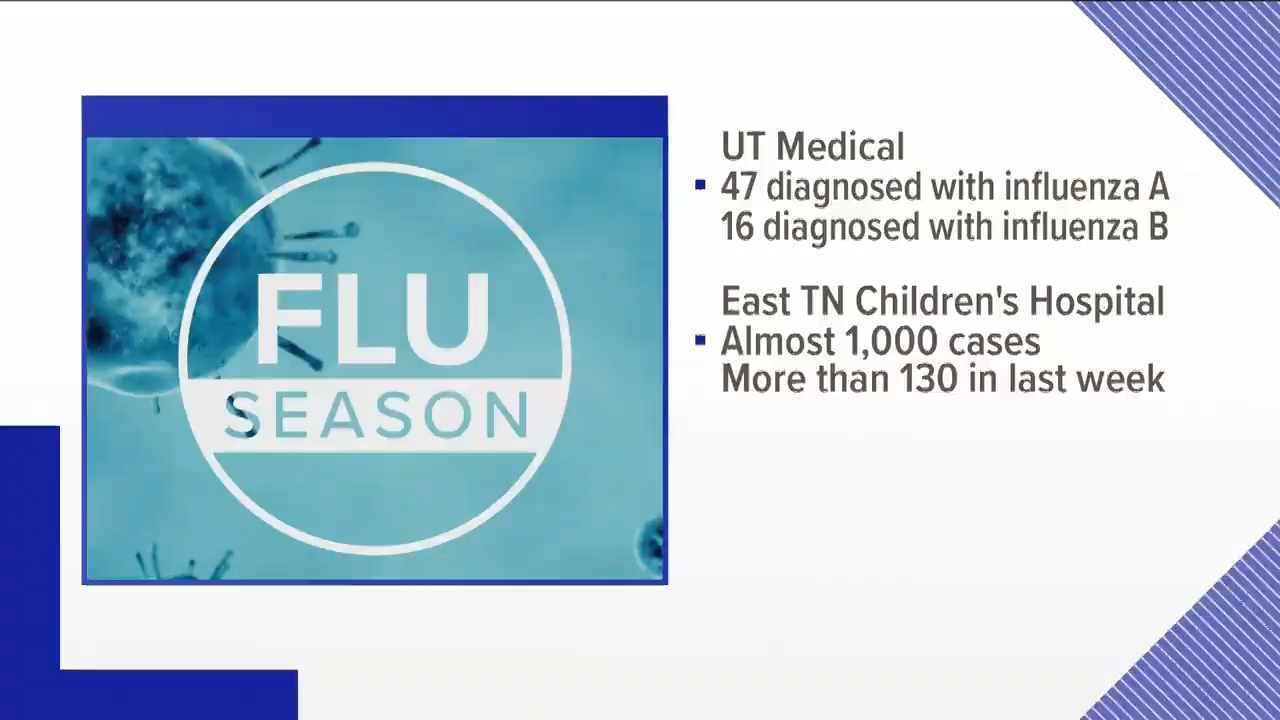 FLU
SEASON
UT Medical
47 diagnosed with influenza A
16 diagnosed with influenza B
East TN Children's Hospital
Almost 1,000 cases
More than 130 in last week